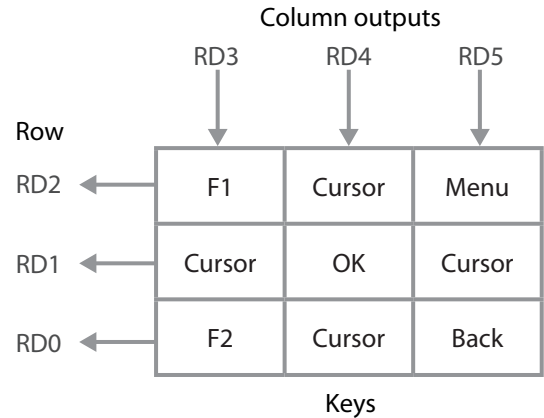 Column outputs
RD3 RD4 RD5
Row
RD2 F1 Cursor Menu
RD1 Cursor OK Cursor
RD0 F2 Cursor Back
Keys